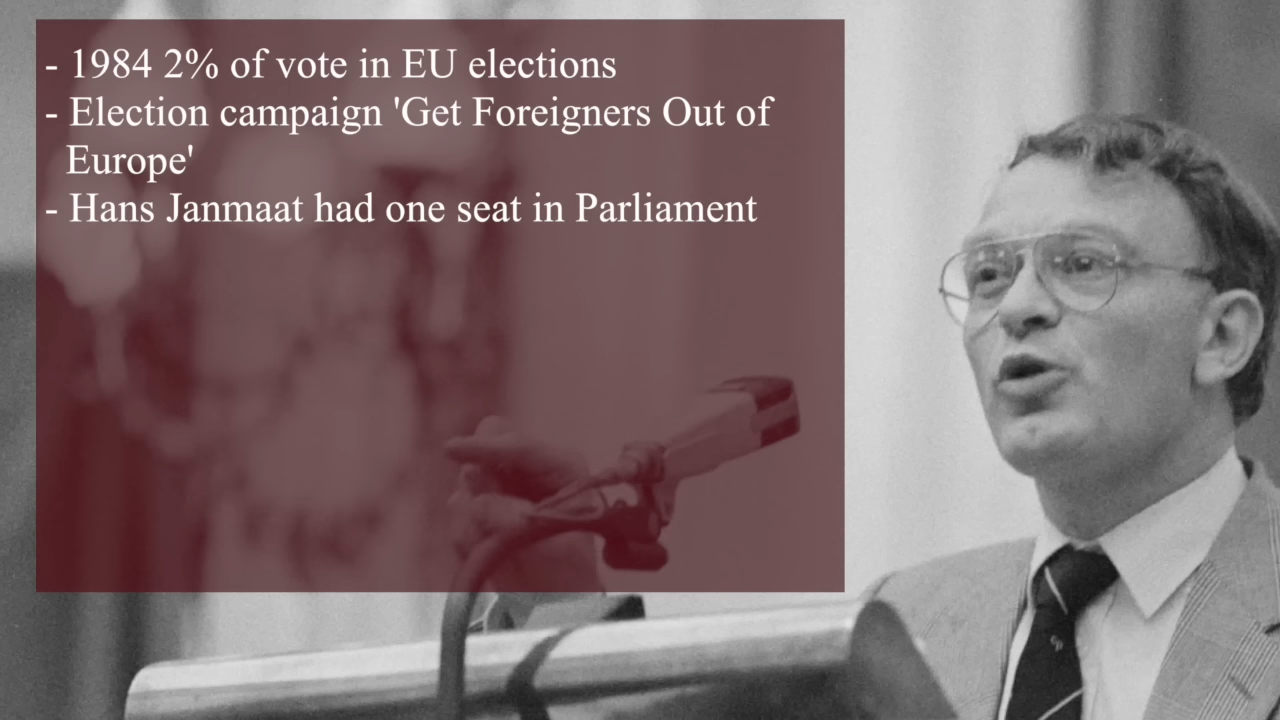 - 1984 2% of vote in EU elections
- Election campaign 'Get Foreigners Out of
Europe'
- Hans Janmaat had one seat in Parliament